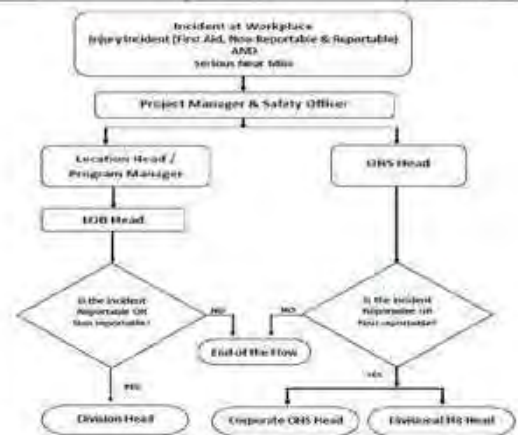 Incident at Workplace
Injury Incident (First Aid, Non-Reportable & Reportable)
AND
Serious Near Miss
Project Manager & Safety Officer
Location Head /
Program Manager
OHS Head
Head
Is the Incident
Reportable OR
Non reportable?
NO
NO
Is the Incident
Reportable OR
Non reportable?
End of the Flow
YES
YES
Division Head
Corporate OHS Head
Divisional HR Head